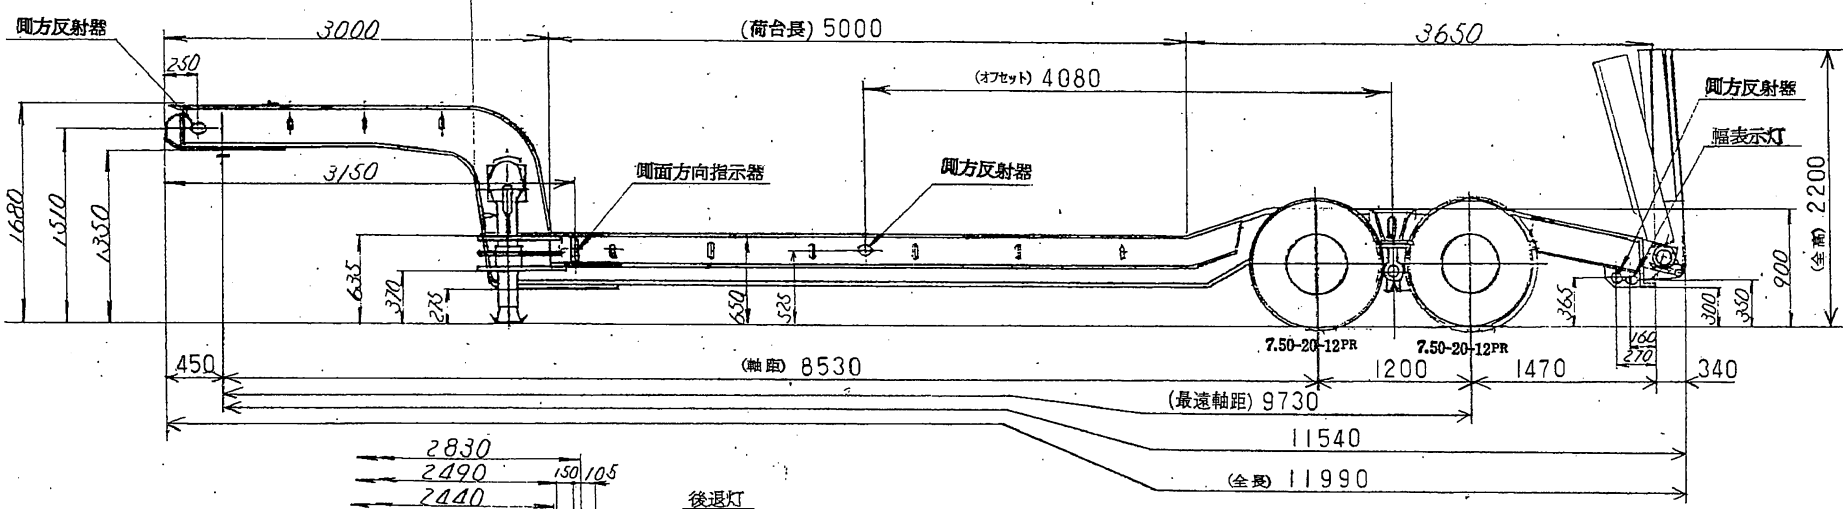 側方反射器
3000
(荷台長) 5000
3650
250
(オフセット) 4080
側方反射器
幅表示灯
3150
側面方向指示器
側方反射器
1680
1510
1350
635
370
275
650
525
365
300
350
900
(全高) 2200
160
270
7.50-20-12PR
7.50-20-12PR
450
(軸距) 8530
1200
1470
340
(最遠軸距) 9730
11540
(全長) 11990
2830
2490
150
105
2440
後退灯